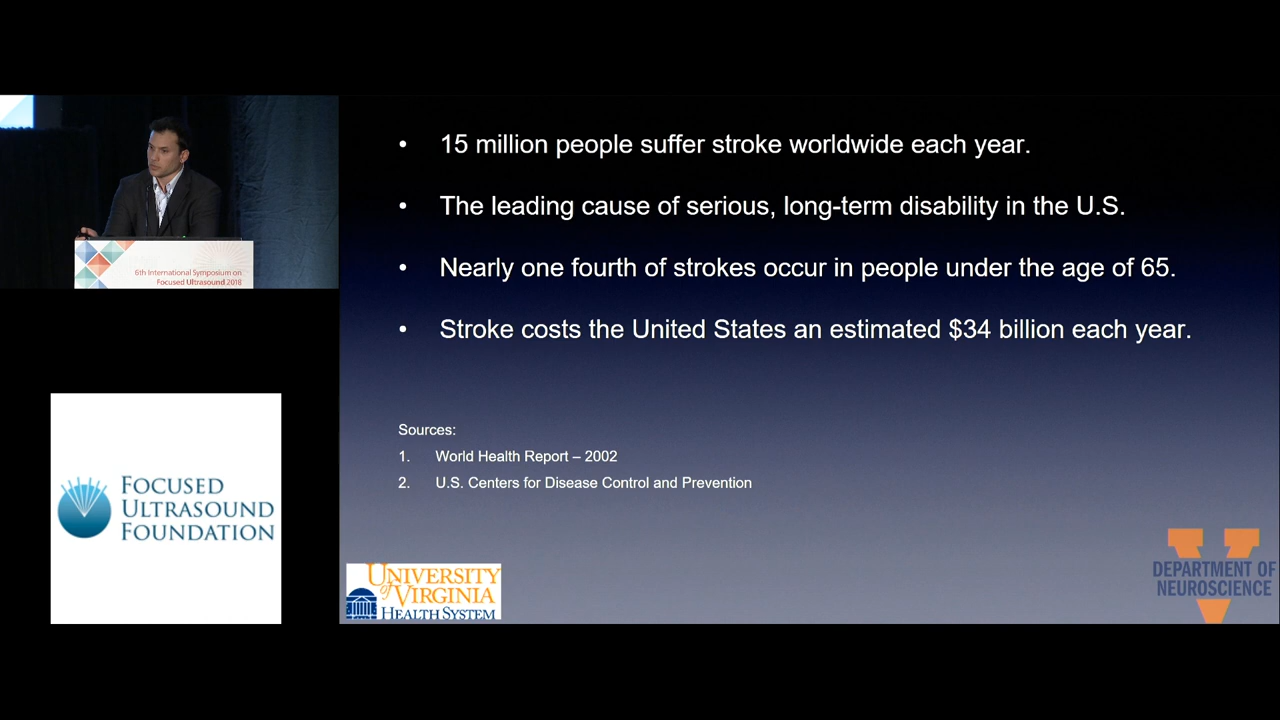 6th International Symposium on
Focused Ultrasound 2018
• 15 million people suffer stroke worldwide each year.
• The leading cause of serious, long-term disability in the U.S.
• Nearly one fourth of strokes occur in people under the age of 65.
• Stroke costs the United States an estimated $34 billion each year.
Sources:
1. World Health Report – 2002
2. U.S. Centers for Disease Control and Prevention
FOCUSED
ULTRASOUND
FOUNDATION
UNIVERSITY
of VIRGINIA
HEALTH SYSTEM
V
DEPARTMENT OF
NEUROSCIENCE